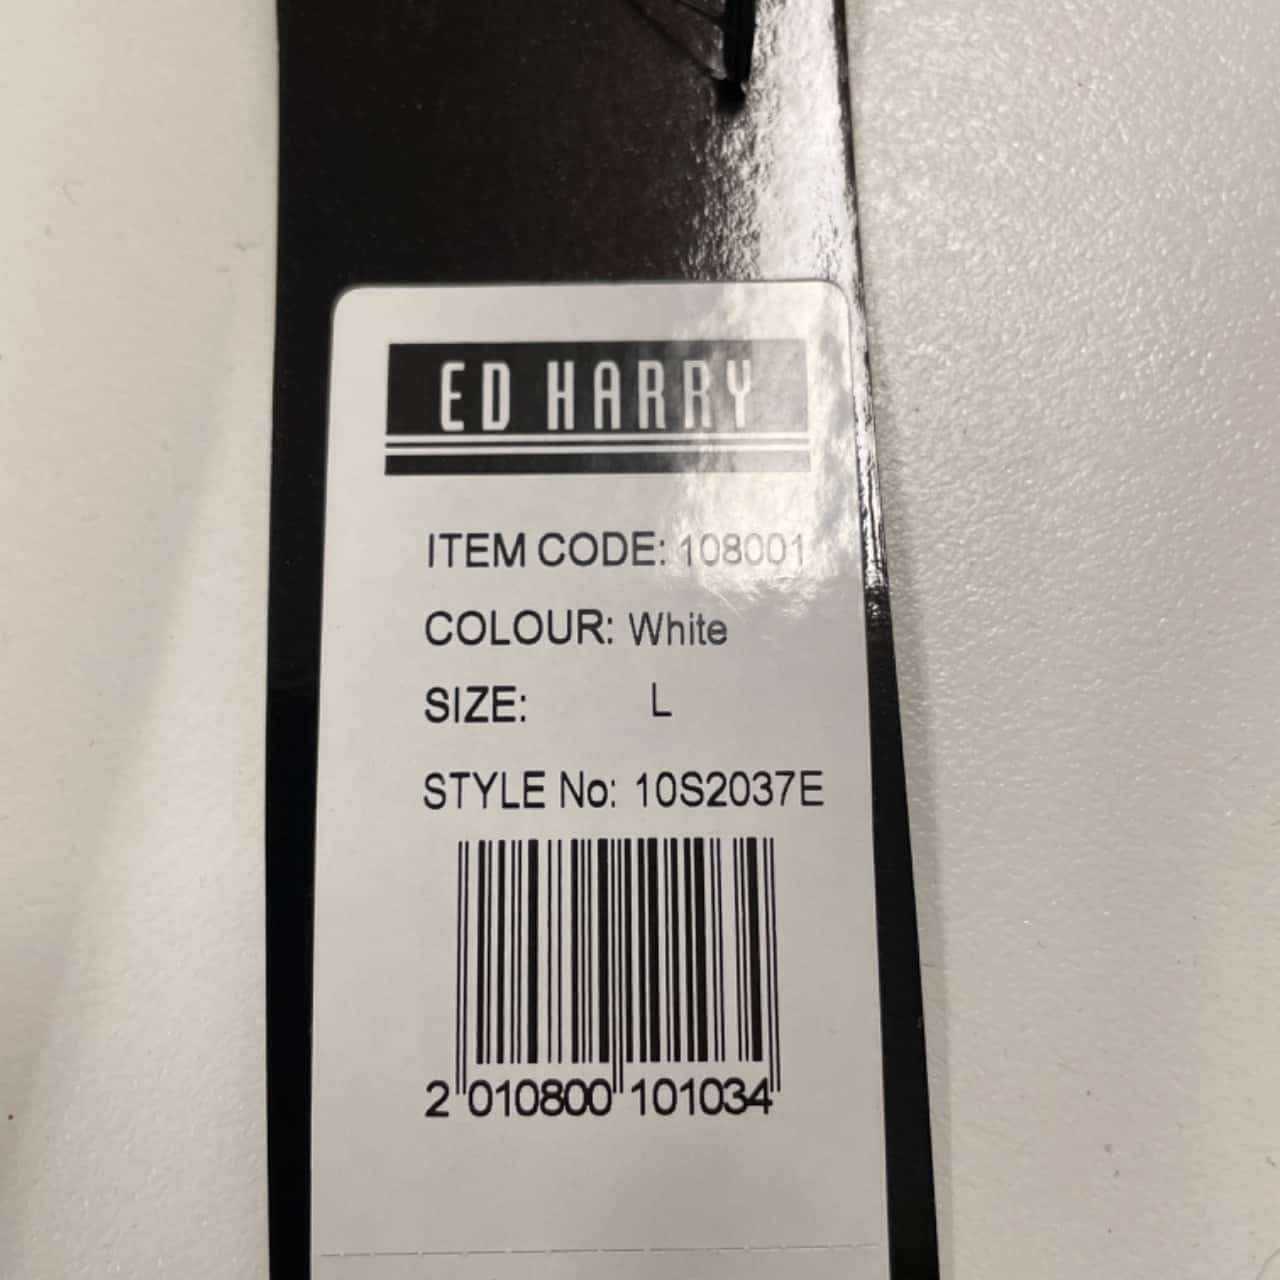 ED HARRY
ITEM CODE: 108001
COLOUR: White
SIZE: L
STYLE No: 10S2037E
2 010800 101034